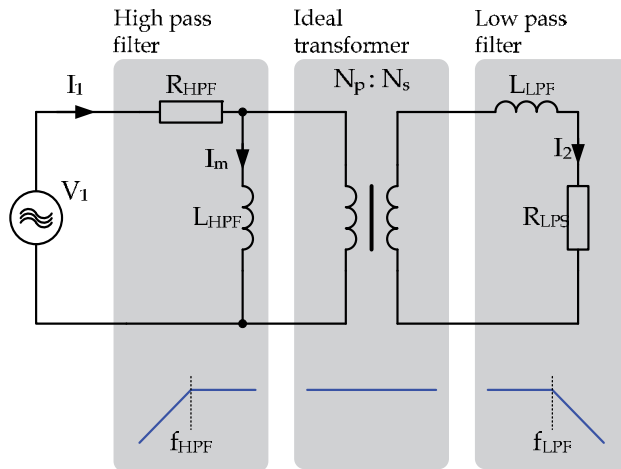 High pass
filter
Ideal
transformer
Low pass
filter
I1
RHPF
Np : Ns
LLPF
Im
I2
V1
LHPF
RLPS
fHPF
fLPF